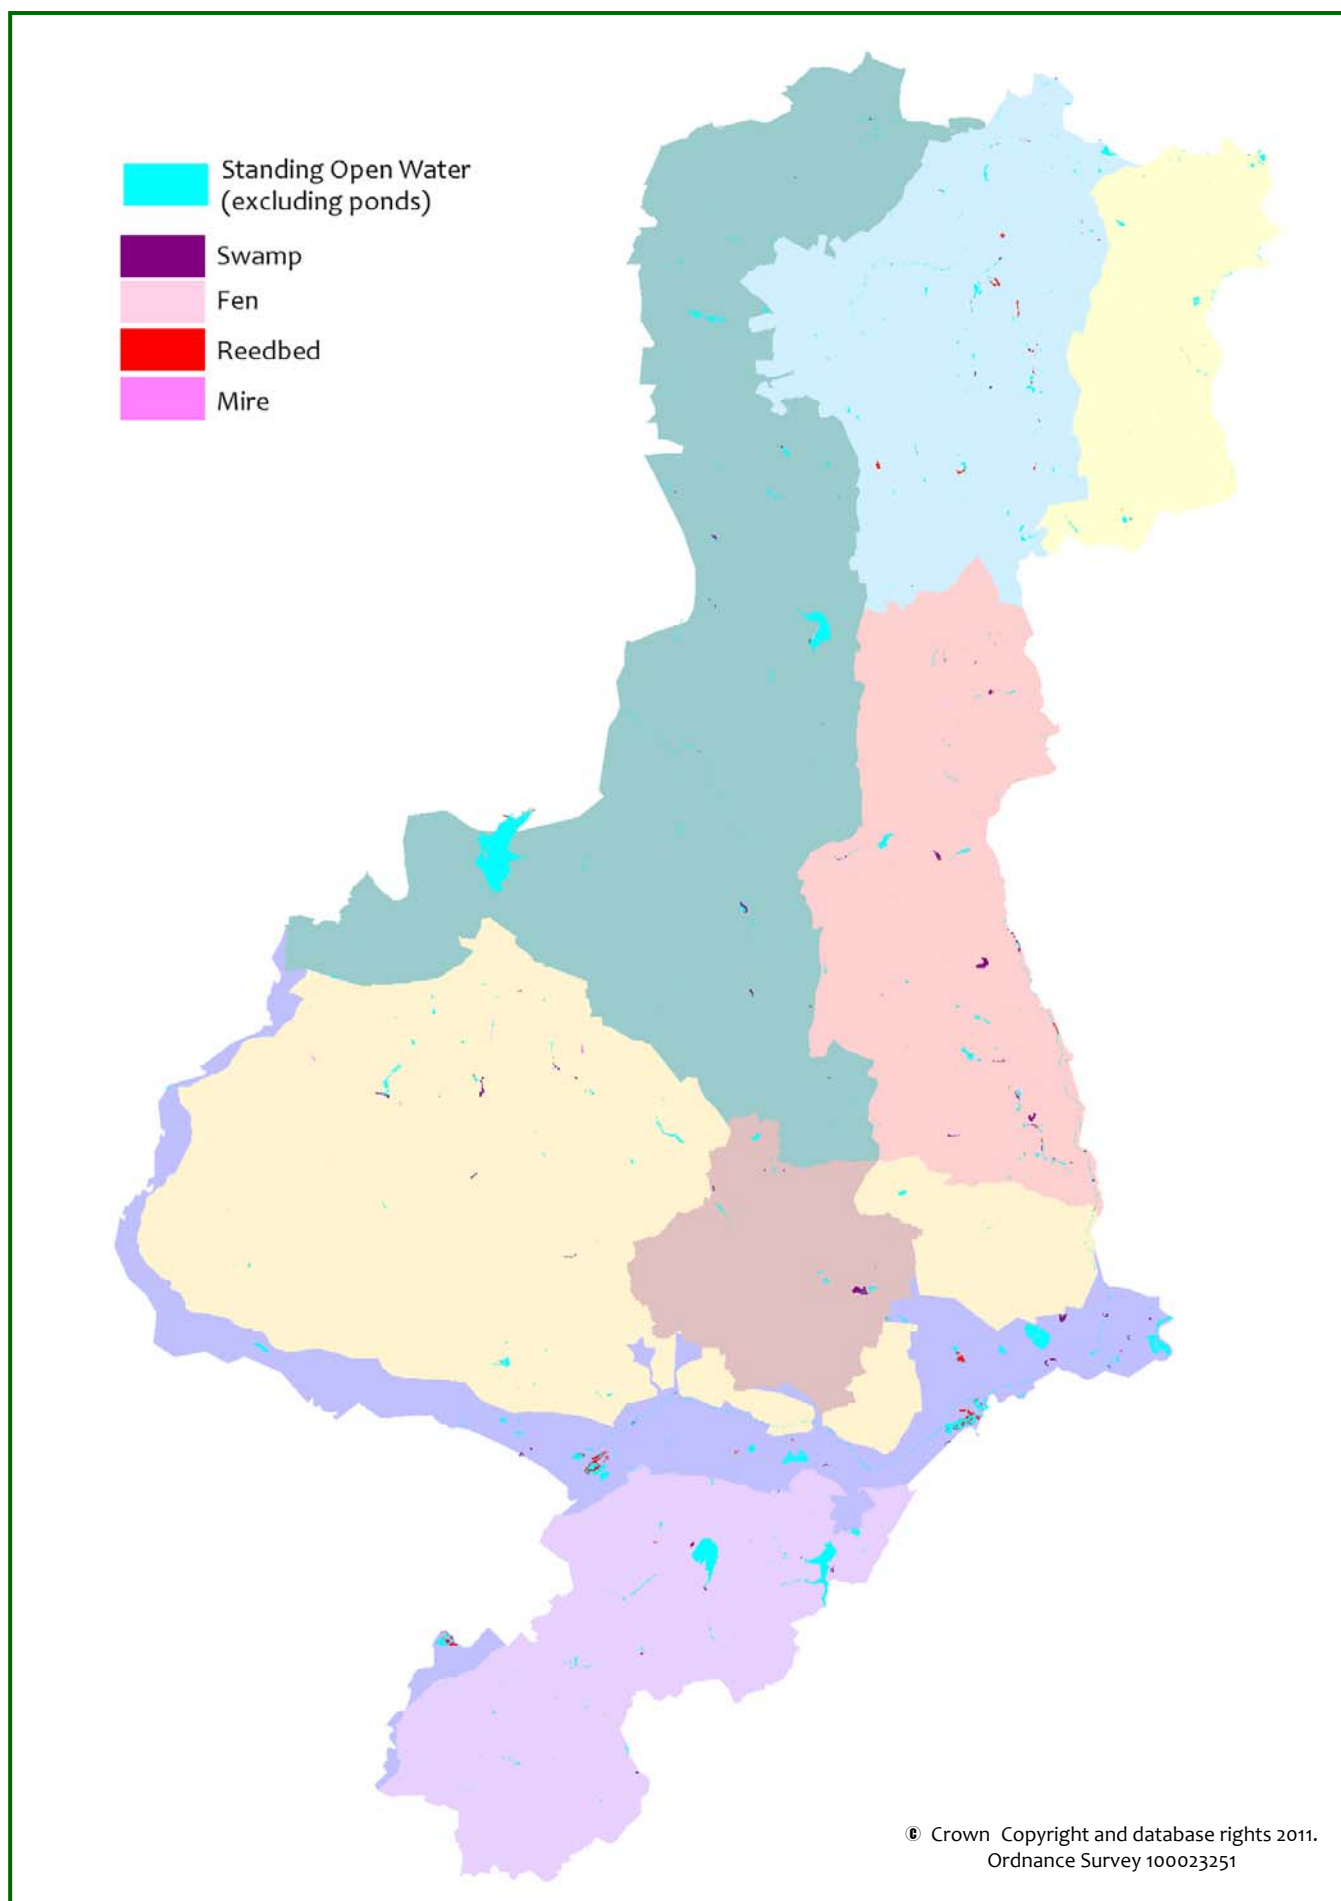 Standing Open Water
(excluding ponds)
Swamp
Fen
Reedbed
Mire
© Crown Copyright and database rights 2011.
Ordnance Survey 100023251